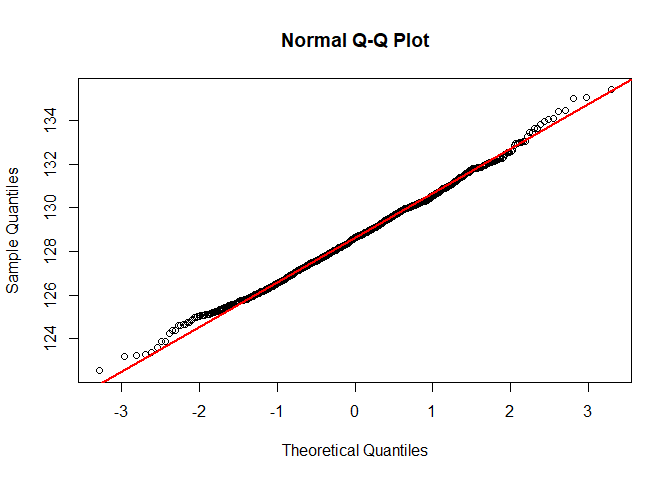 Normal Q-Q Plot
Sample Quantiles
134
132
130
128
126
124
-3 -2 -1 0 1 2 3
Theoretical Quantiles